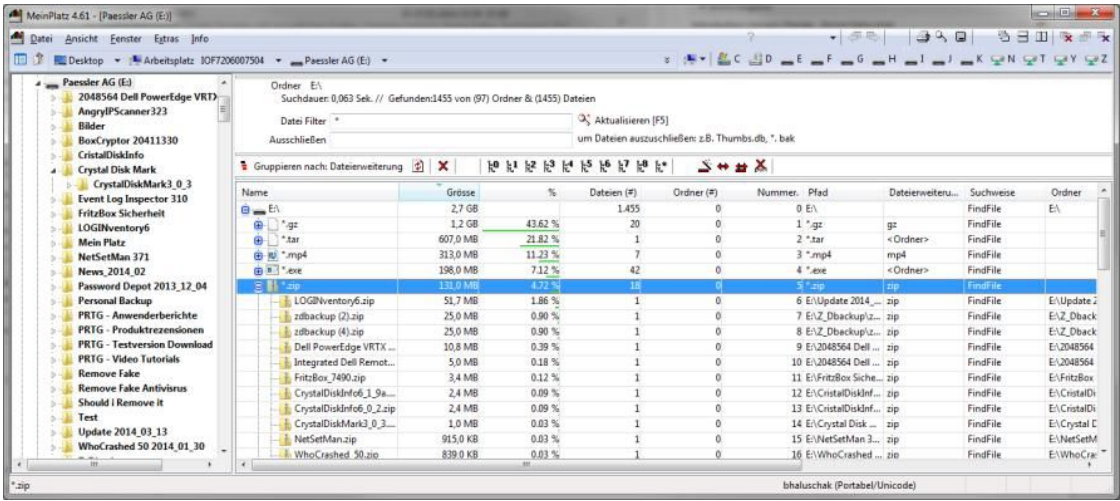 MeinPlatz 4.61 - [Paessler AG (E:)]
Datei Ansicht Fenster Extras Info
Desktop Arbeitsplatz IOF7206007504 Paessler AG (E:) C D E F G H I J K N T Y Z
Paessler AG (E:)
2048564 Dell PowerEdge VRTX
AngryIPScanner323
Bilder
BoxCryptor 20411330
CristalDiskInfo
Crystal Disk Mark
CrystalDiskMark3_0_3
Event Log Inspector 310
FritzBox Sicherheit
LOGINventory6
Mein Platz
NetSetMan 371
News_2014_02
Password Depot 2013_12_04
Personal Backup
PRTG - Anwenderberichte
PRTG - Produktrezensionen
PRTG - Testversion Download
PRTG - Video Tutorials
Remove Fake
Remove Fake Antivisrus
Should i Remove it
Test
Update 2014_03_13
WhoCrashed 50 2014_01_30
Ordner E:\
Suchdauer: 0,063 Sek. // Gefunden:1455 von (97) Ordner & (1455) Dateien
Datei Filter * Aktualisieren [F5]
Ausschließen um Dateien auszuschließen: z.B. Thumbs.db, *. bak
Gruppieren nach: Dateierweiterung 0 1 2 3 4 5 6 7 8 *
Name Grösse % Dateien (#) Ordner (#) Nummer. Pfad Dateierweiteru... Suchweise Ordner
E:\ 2,7 GB 1.455 0 0 E:\ FindFile E:\
*.gz 1,2 GB 43.62 % 20 0 1 *.gz gz FindFile
*.tar 607,0 MB 21.82 % 1 0 2 *.tar <Ordner> FindFile
*.mp4 313,0 MB 11.23 % 7 0 3 *.mp4 mp4 FindFile
*.exe 198,0 MB 7.12 % 42 0 4 *.exe <Ordner> FindFile
*.zip 131,0 MB 4.72 % 18 0 5 *.zip zip FindFile
LOGINventory6.zip 51,7 MB 1.86 % 1 0 6 E:\Update 2014_... zip FindFile E:\Update 2
zdbackup (2).zip 25,0 MB 0.90 % 1 0 7 E:\Z_Dbackup\z... zip FindFile E:\Z_Dback
zdbackup (4).zip 25,0 MB 0.90 % 1 0 8 E:\Z_Dbackup\z... zip FindFile E:\Z_Dback
Dell PowerEdge VRTX ... 10,8 MB 0.39 % 1 0 9 E:\2048564 Dell ... zip FindFile E:\2048564
Integrated Dell Remot... 5,0 MB 0.18 % 1 0 10 E:\2048564 Dell ... zip FindFile E:\2048564
FritzBox_7490.zip 3,4 MB 0.12 % 1 0 11 E:\FritzBox Siche... zip FindFile E:\FritzBox
CrystalDiskInfo6_1_9a.... 2,4 MB 0.09 % 1 0 12 E:\CristalDiskInf... zip FindFile E:\CristalDi
CrystalDiskInfo6_0_2.zip 2,4 MB 0.09 % 1 0 13 E:\CristalDiskInf... zip FindFile E:\CristalDi
CrystalDiskMark3_0_3.... 1,0 MB 0.03 % 1 0 14 E:\Crystal Disk ... zip FindFile E:\Crystal D
NetSetMan.zip 915,0 KB 0.03 % 1 0 15 E:\NetSetMan 3... zip FindFile E:\NetSetM
WhoCrashed_50.zip 839.0 KB 0.03 % 1 0 16 E:\WhoCrashed ... zip FindFile E:\WhoCra
*.zip bhaluschak (Portabel/Unicode)